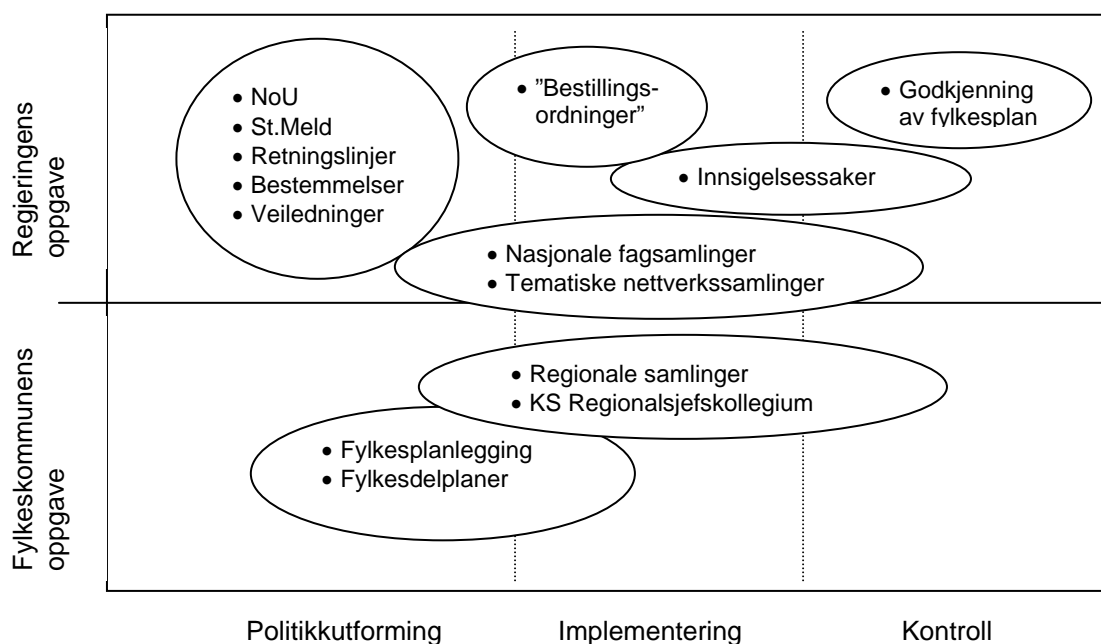 Regjeringens
oppgave
• NoU
• St.Meld
• Retningslinjer
• Bestemmelser
• Veiledninger
• ”Bestillings-
ordninger”
• Godkjenning
av fylkesplan
• Innsigelsessaker
• Nasjonale fagsamlinger
• Tematiske nettverkssamlinger
Fylkeskommunens
oppgave
• Regionale samlinger
• KS Regionalsjefskollegium
• Fylkesplanlegging
• Fylkesdelplaner
Politikkutforming
Implementering
Kontroll